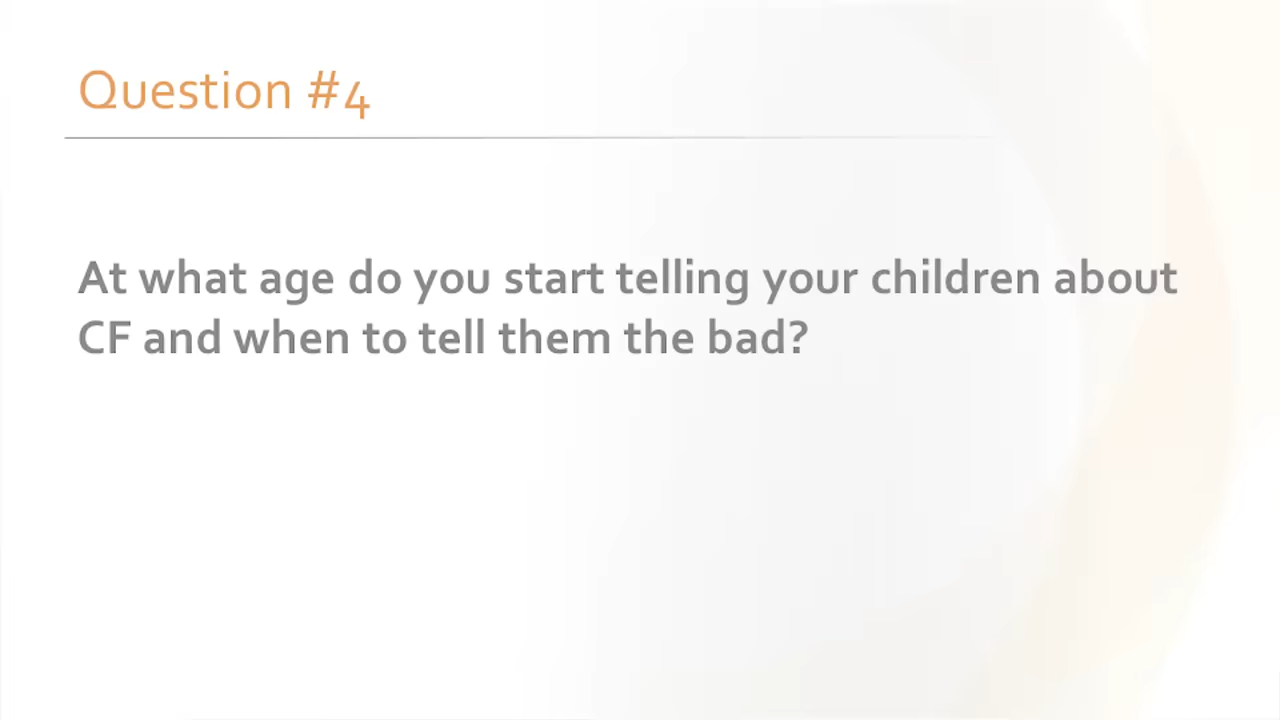 Question #4
At what age do you start telling your children about
CF and when to tell them the bad?